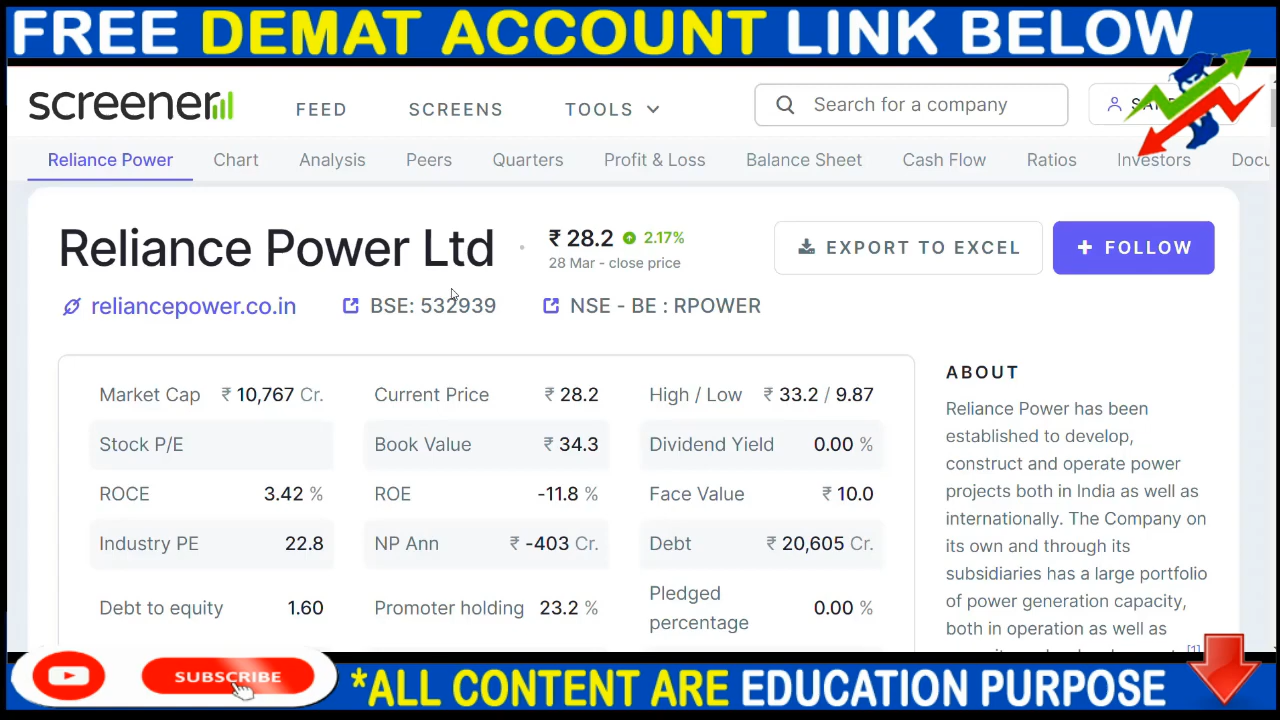 FREE DEMAT ACCOUNT LINK BELOW
screener
FEED SCREENS TOOLS
Search for a company
Reliance Power Chart Analysis Peers Quarters Profit & Loss Balance Sheet Cash Flow Ratios Investors Docu
Reliance Power Ltd
₹ 28.2 2.17%
28 Mar - close price
EXPORT TO EXCEL
+ FOLLOW
reliancepower.co.in BSE: 532939 NSE - BE : RPOWER
Market Cap ₹ 10,767 Cr. Current Price ₹ 28.2 High / Low ₹ 33.2 / 9.87
Stock P/E Book Value ₹ 34.3 Dividend Yield 0.00 %
ROCE 3.42 % ROE -11.8 % Face Value ₹ 10.0
Industry PE 22.8 NP Ann ₹ -403 Cr. Debt ₹ 20,605 Cr.
Debt to equity 1.60 Promoter holding 23.2 % Pledged percentage 0.00 %
ABOUT
Reliance Power has been
established to develop,
construct and operate power
projects both in India as well as
internationally. The Company on
its own and through its
subsidiaries has a large portfolio
of power generation capacity,
both in operation as well as
[1]
SUBSCRIBE
*ALL CONTENT ARE EDUCATION PURPOSE